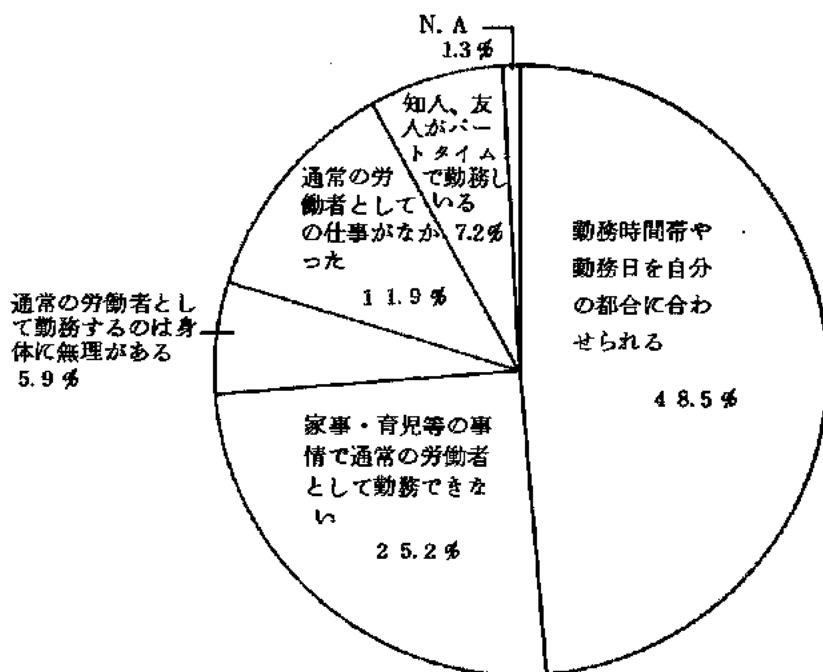 N. A
1.3%
知人、友
人がパー
トタイム
で勤務し
いる
7.2%
通常の労
働者として
の仕事がなか
った
11.9%
通常の労働者とし
て勤務するのは身
体に無理がある
5.9%
家事・育児等の事
情で通常の労働者
として勤務できな
い
25.2%
勤務時間帯や
勤務日を自分
の都合に合わ
せられる
48.5%